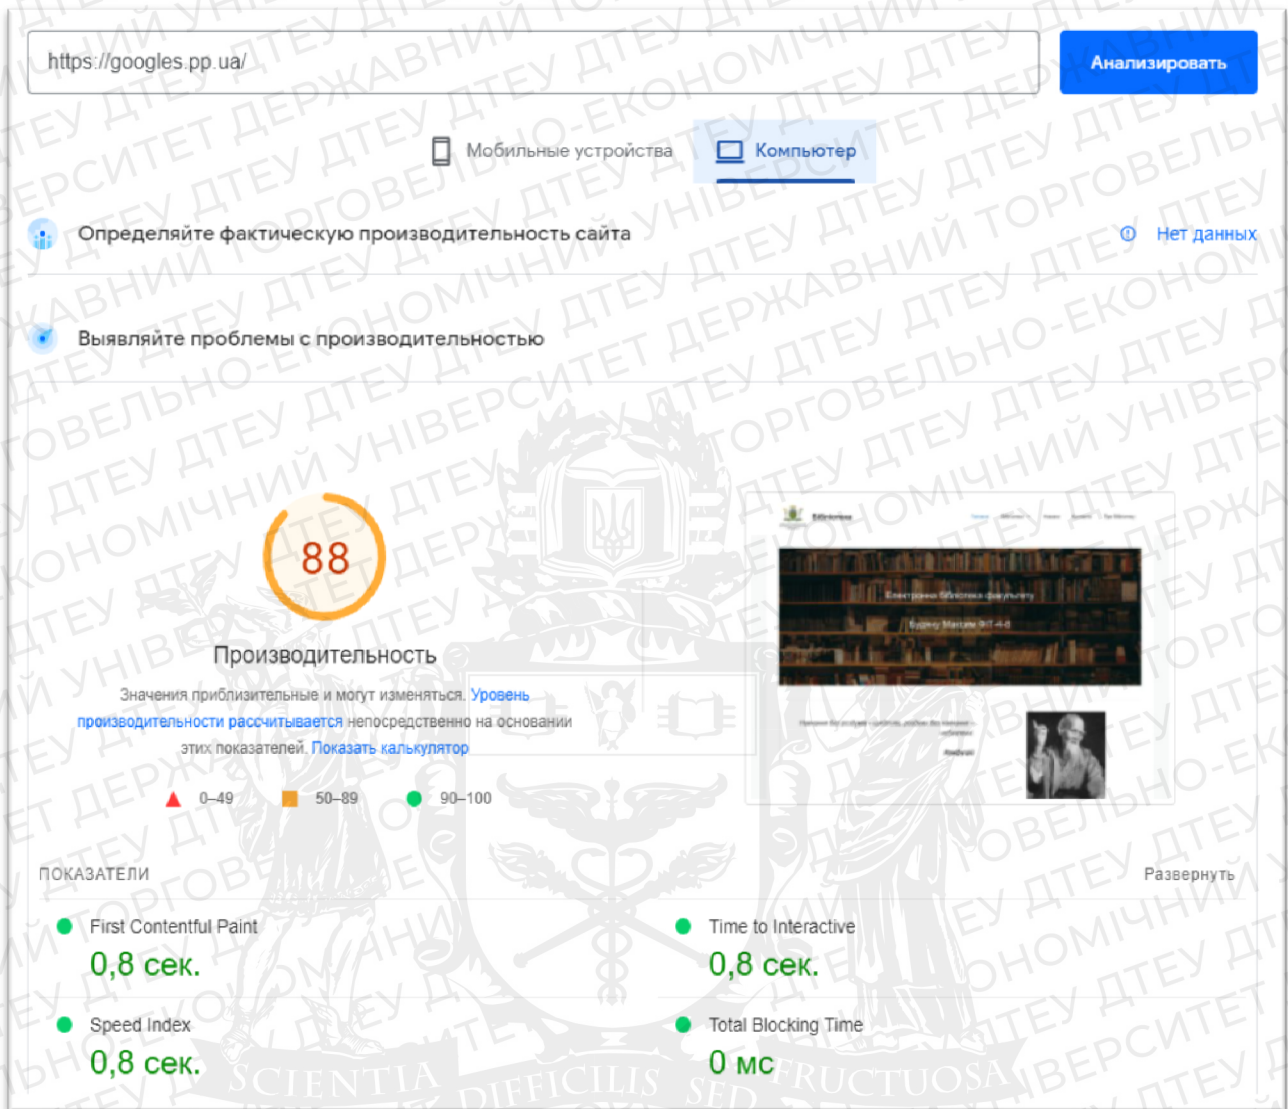 https://googles.pp.ua/
Анализировать
Мобильные устройства
Компьютер
Определяйте фактическую производительность сайта
Нет данных
Выявляйте проблемы с производительностью
88
Производительность
Значения приблизительные и могут изменяться. Уровень
производительности рассчитывается непосредственно на основании
этих показателей. Показать калькулятор
0–49
50–89
90–100
Електронна бібліотека факультету
ПОКАЗАТЕЛИ
Развернуть
First Contentful Paint
0,8 сек.
Time to Interactive
0,8 сек.
Speed Index
0,8 сек.
Total Blocking Time
0 мс
SCIENTIA DIFFICILIS SED FRUCTUOSA